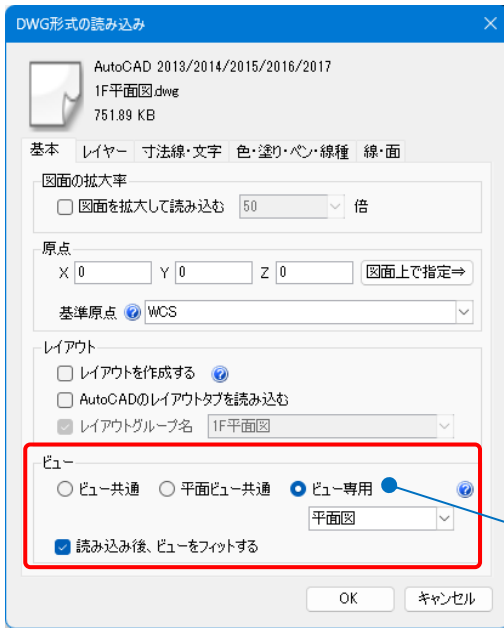 DWG形式の読み込み
AutoCAD 2013/2014/2015/2016/2017
1F平面図.dwg
751.89 KB
基本 レイヤー 寸法線・文字 色・塗り・ペン・線種 線・面
図面の拡大率
図面を拡大して読み込む 50 倍
原点
X 0 Y 0 Z 0 図面上で指定⇒
基準原点 ? WCS
レイアウト
レイアウトを作成する ?
AutoCADのレイアウトタブを読み込む
レイアウトグループ名 1F平面図
ビュー
ビュー共通 平面ビュー共通 ビュー専用 ?
平面図
読み込み後、ビューをフィットする
OK キャンセル